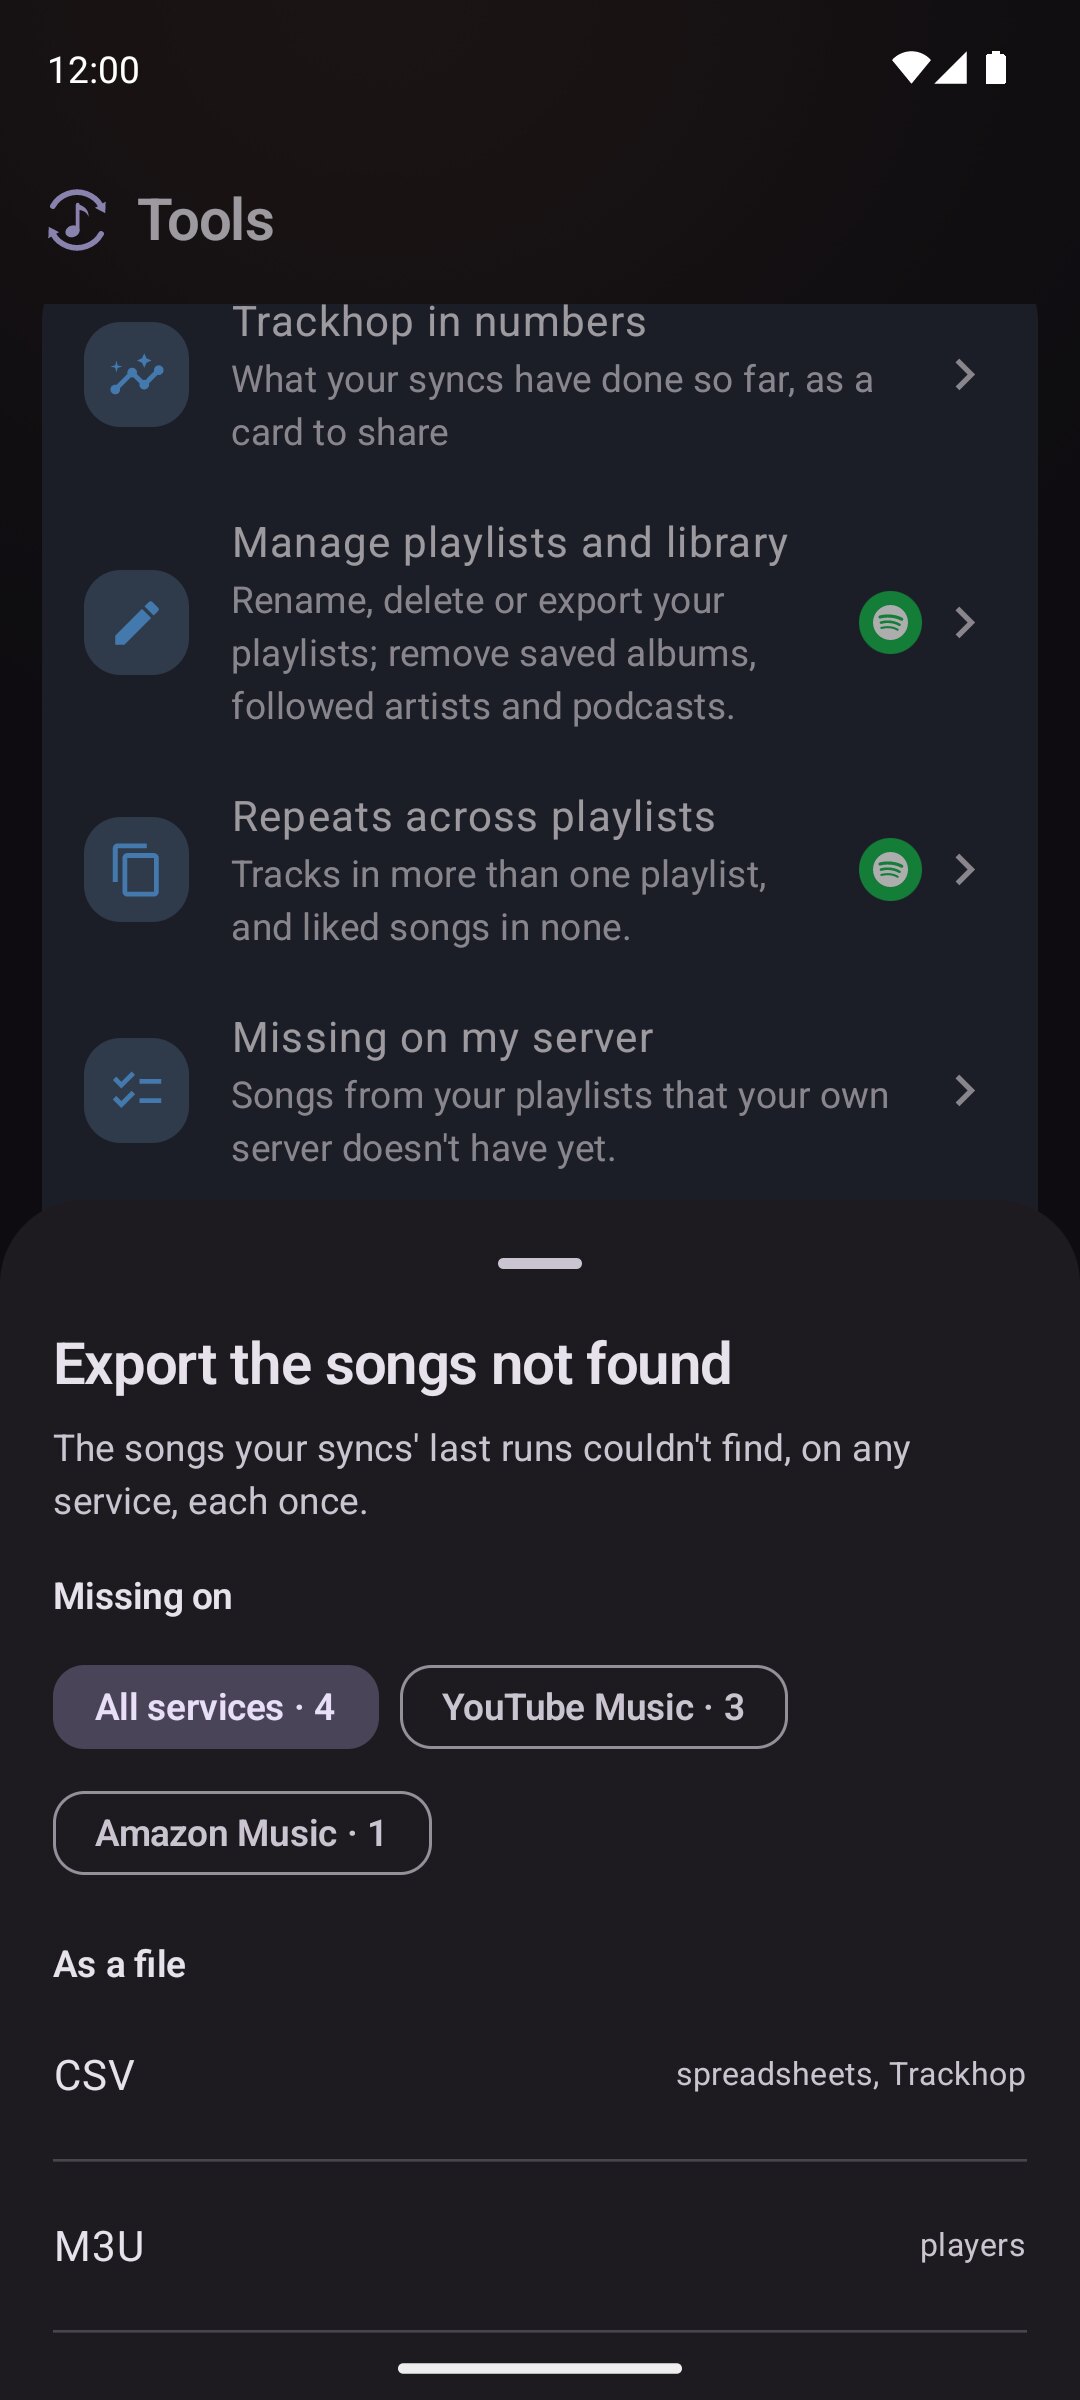 12:00
Tools
Trackhop in numbers
What your syncs have done so far, as a
card to share
Manage playlists and library
Rename, delete or export your
playlists; remove saved albums,
followed artists and podcasts.
Repeats across playlists
Tracks in more than one playlist,
and liked songs in none.
Missing on my server
Songs from your playlists that your own
server doesn't have yet.
Export the songs not found
The songs your syncs' last runs couldn't find, on any
service, each once.
Missing on
All services · 4
YouTube Music · 3
Amazon Music · 1
As a file
CSV
spreadsheets, Trackhop
M3U
players